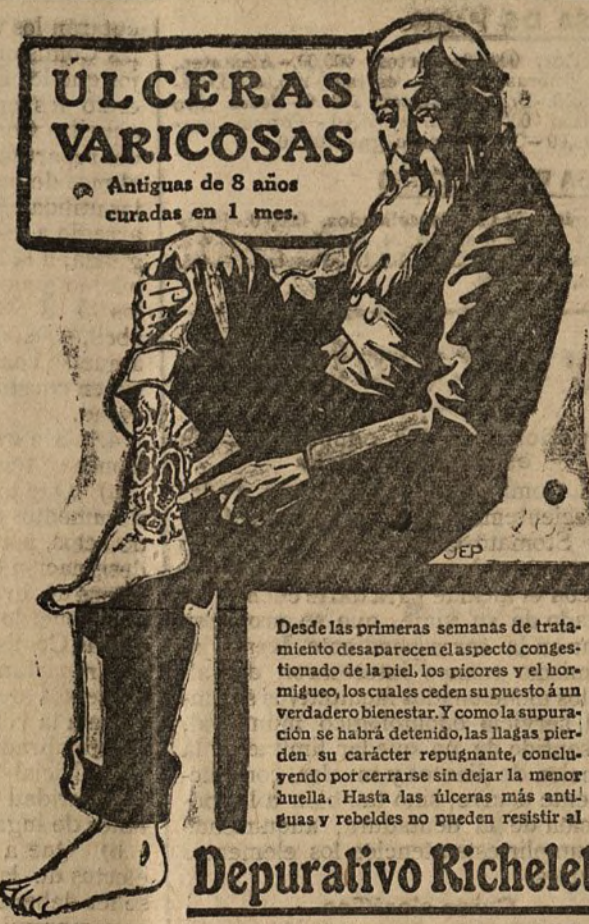 ÚLCERAS
VARICOSAS
Antiguas de 8 años
curadas en 1 mes.
JEP
Desde las primeras semanas de trata-
miento desaparecen el aspecto conges-
tionado de la piel, los picores y el hor-
migueo, los cuales ceden su puesto á un
verdadero bienestar. Y como la supura-
ción se habrá detenido, las llagas pier-
den su carácter repugnante, conclu-
yendo por cerrarse sin dejar la menor
huella. Hasta las úlceras más anti-
guas y rebeldes no pueden resistir al
Depurativo Richelet